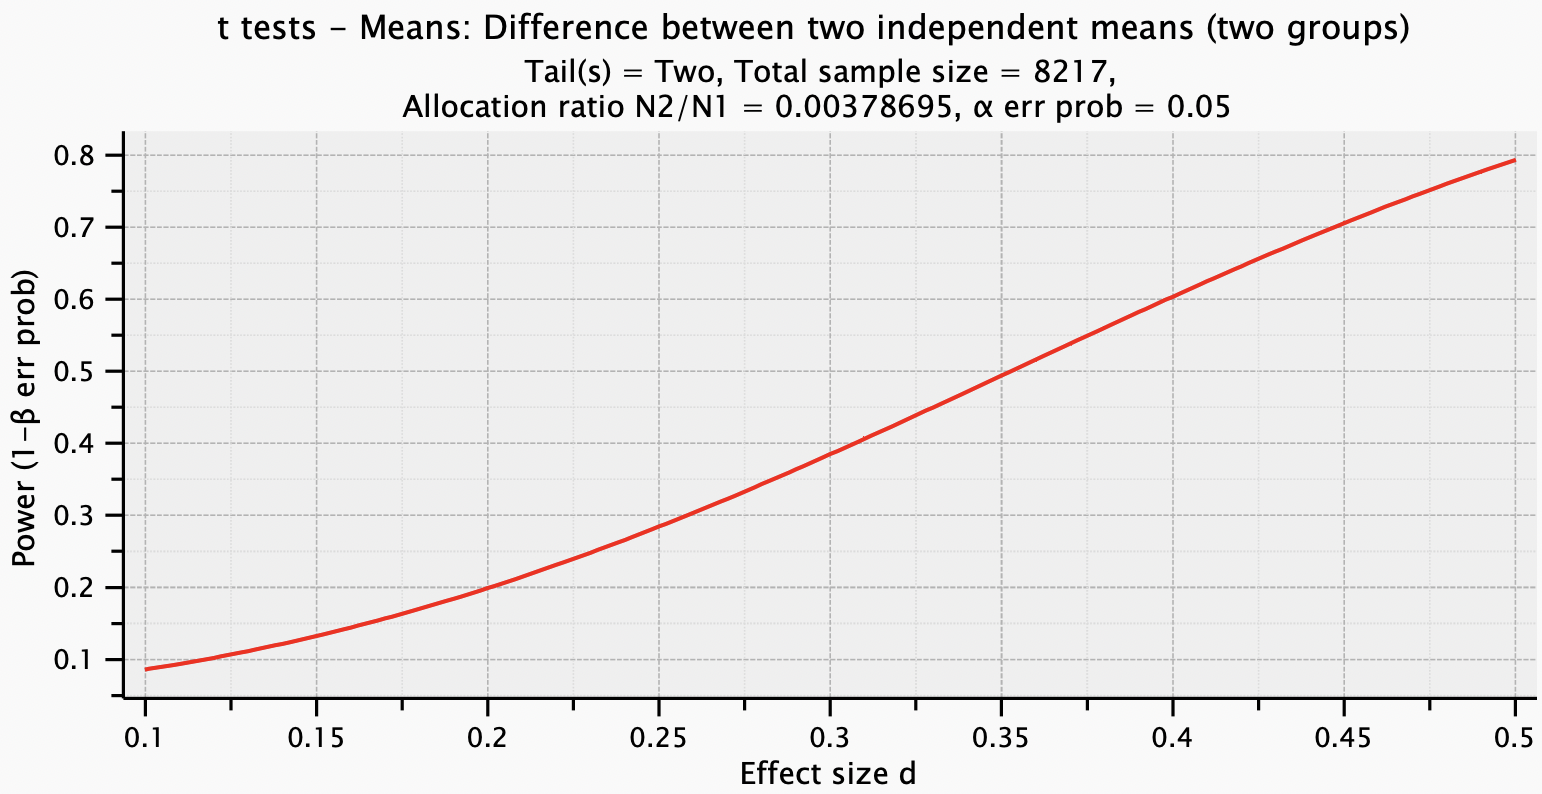 t tests – Means: Difference between two independent means (two groups)
Tail(s) = Two, Total sample size = 8217,
Allocation ratio N2/N1 = 0.00378695, α err prob = 0.05
Power (1−β err prob)
0.8
0.7
0.6
0.5
0.4
0.3
0.2
0.1
0.1 0.15 0.2 0.25 0.3 0.35 0.4 0.45 0.5
Effect size d